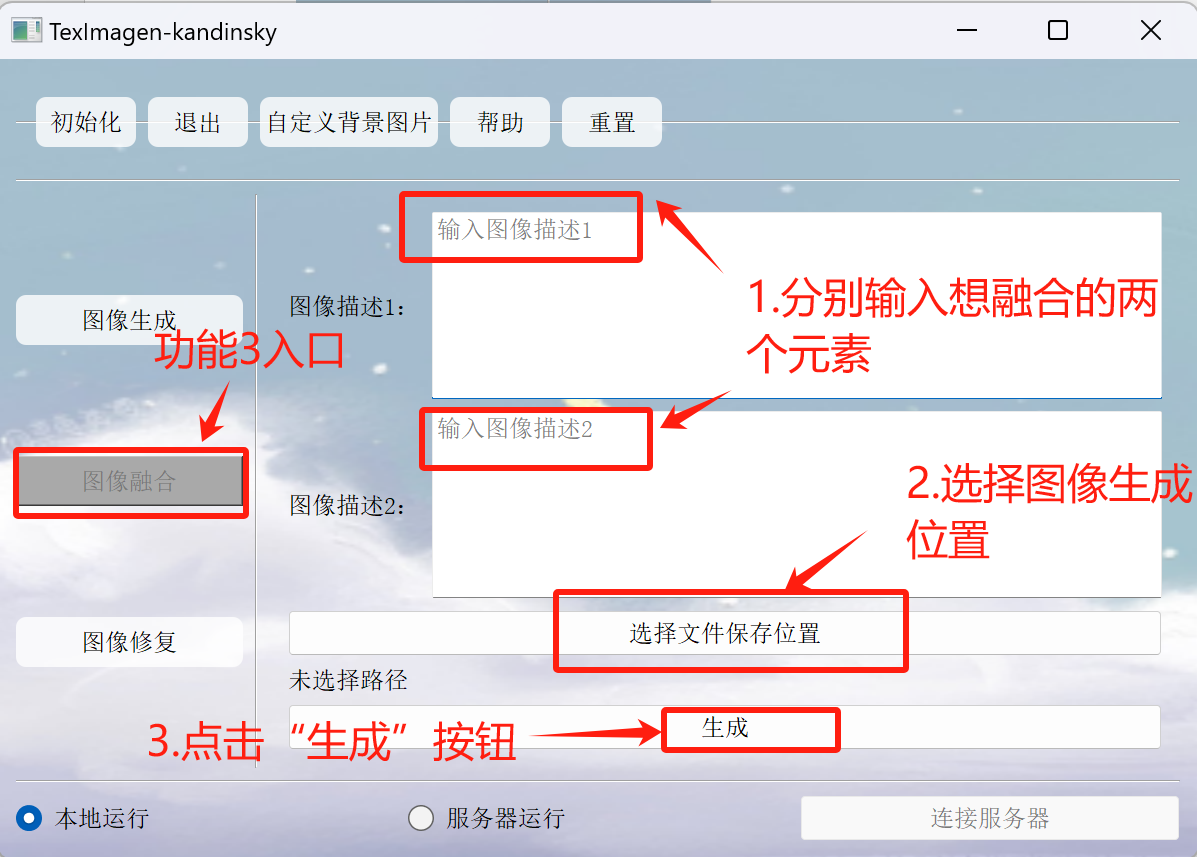 TexImagen-kandinsky
初始化
退出
自定义背景图片
帮助
重置
输入图像描述1
图像描述1：
1.分别输入想融合的两
个元素
图像生成
功能3入口
图像融合
输入图像描述2
图像描述2：
2.选择图像生成
位置
选择文件保存位置
图像修复
未选择路径
生成
3.点击“生成”按钮
本地运行
服务器运行
连接服务器